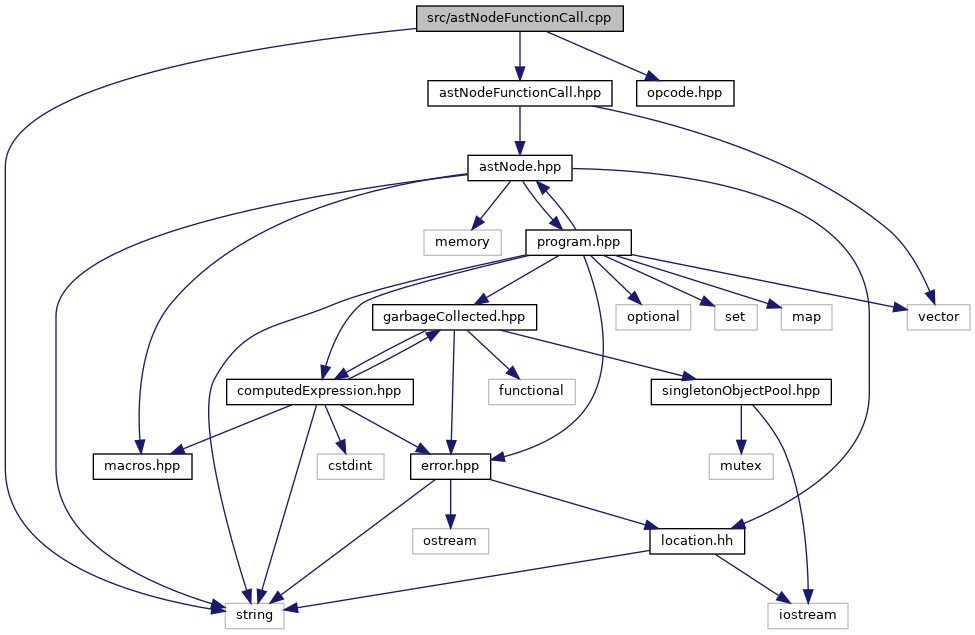 src/astNodeFunctionCall.cpp
astNodeFunctionCall.hpp
opcode.hpp
astNode.hpp
memory
program.hpp
garbageCollected.hpp
optional
set
map
vector
computedExpression.hpp
functional
singletonObjectPool.hpp
macros.hpp
cstdint
error.hpp
mutex
ostream
location.hh
string
iostream